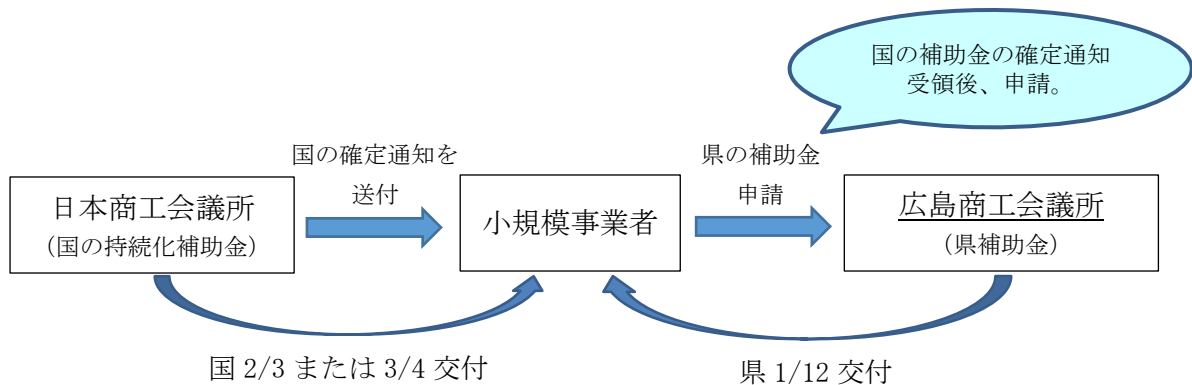 国の補助金の確定通知
受領後、申請。
国の確定通知を
送付
県の補助金
申請
日本商工会議所
（国の持続化補助金）
小規模事業者
広島商工会議所
（県補助金）
国 2/3 または 3/4 交付
県 1/12 交付